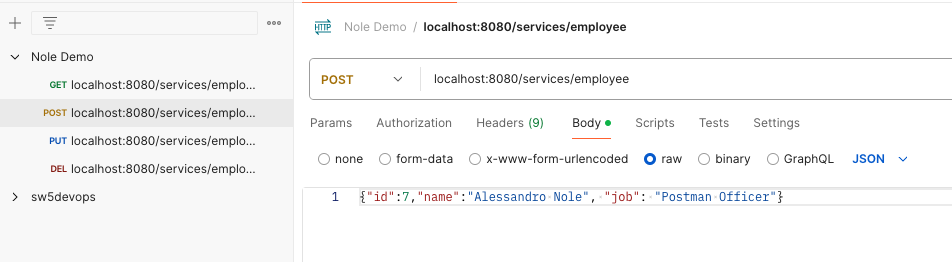 Nole Demo
GET localhost:8080/services/emplo...
POST localhost:8080/services/emplo...
PUT localhost:8080/services/emplo...
DEL localhost:8080/services/emplo...
sw5devops
HTTP Nole Demo / localhost:8080/services/employee
POST localhost:8080/services/employee
Params Authorization Headers (9) Body Scripts Tests Settings
none form-data x-www-form-urlencoded raw binary GraphQL JSON
1 {"id":7,"name":"Alessandro Nole", "job": "Postman Officer"}